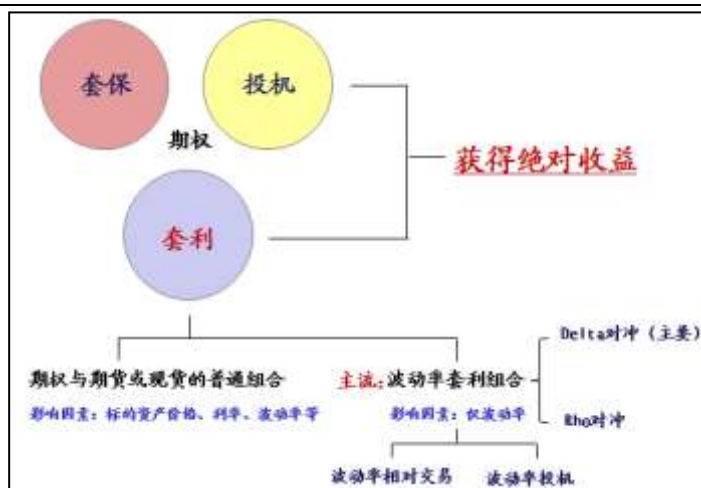 套保
投机
期权
获得绝对收益
套利
Delta对冲（主要）
期权与期货或现货的普通组合
主流：波动率套利组合
影响因素：标的资产价格、利率、波动率等
影响因素：仅波动率
Rho对冲
波动率相对交易
波动率投机